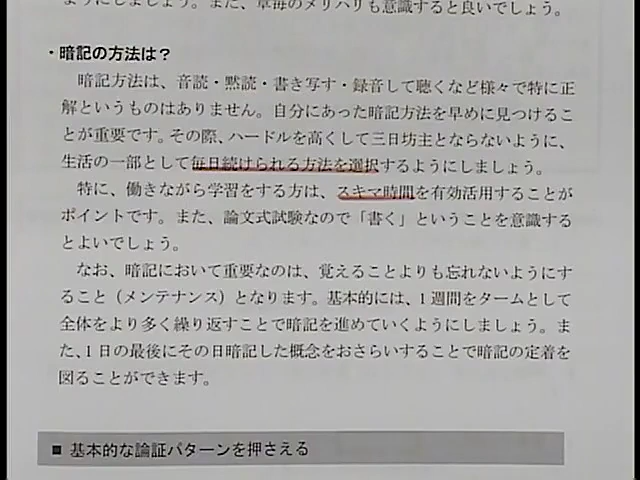 ようにしましょう。また、章毎のメリハリも意識すると良いでしょう。
・暗記の方法は？
暗記方法は、音読・黙読・書き写す・録音して聴くなど様々で特に正
解というものはありません。自分にあった暗記方法を早めに見つけるこ
とが重要です。その際、ハードルを高くして三日坊主とならないように、
生活の一部として毎日続けられる方法を選択するようにしましょう。
特に、働きながら学習をする方は、スキマ時間を有効活用することが
ポイントです。また、論文式試験なので「書く」ということを意識する
とよいでしょう。
なお、暗記において重要なのは、覚えることよりも忘れないようにす
ること（メンテナンス）となります。基本的には、1週間をタームとして
全体をより多く繰り返すことで暗記を進めていくようにしましょう。ま
た、1日の最後にその日暗記した概念をおさらいすることで暗記の定着を
図ることができます。
■ 基本的な論証パターンを押さえる